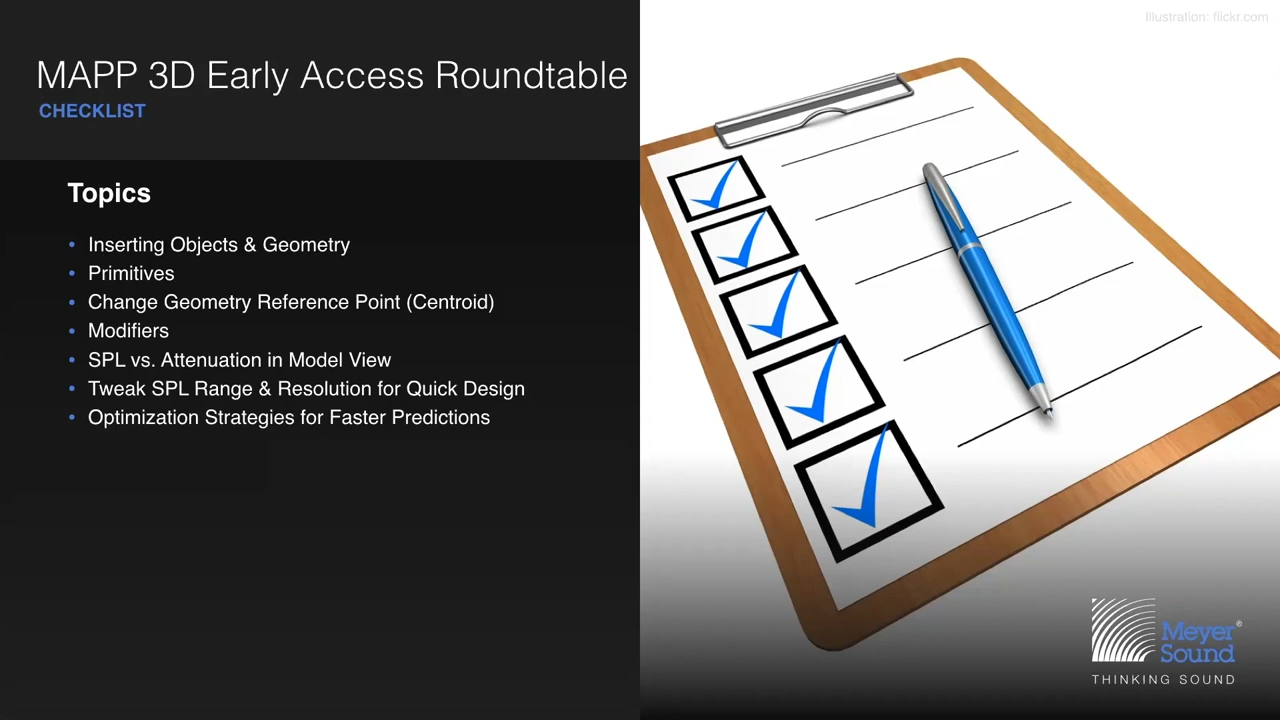 Illustration: flickr.com
MAPP 3D Early Access Roundtable
CHECKLIST
Topics
• Inserting Objects & Geometry
• Primitives
• Change Geometry Reference Point (Centroid)
• Modifiers
• SPL vs. Attenuation in Model View
• Tweak SPL Range & Resolution for Quick Design
• Optimization Strategies for Faster Predictions
Meyer
Sound®
THINKING SOUND